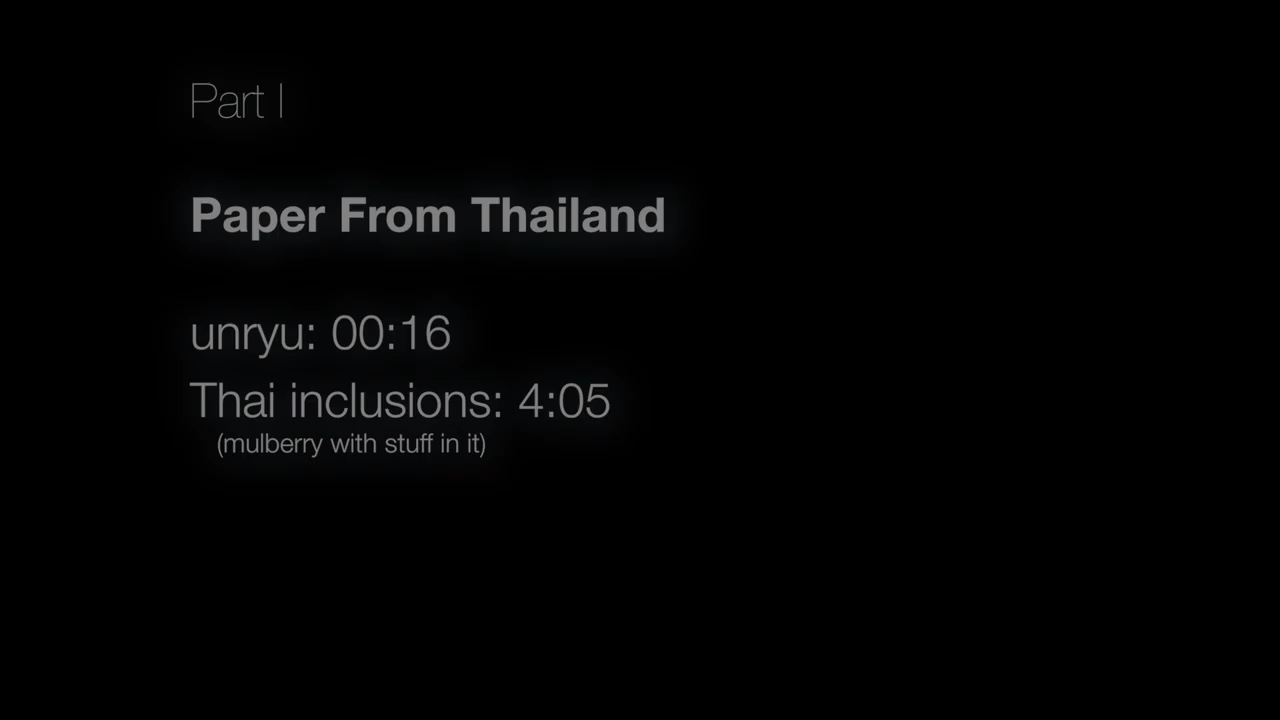 Part I
Paper From Thailand
unryu: 00:16
Thai inclusions: 4:05
(mulberry with stuff in it)